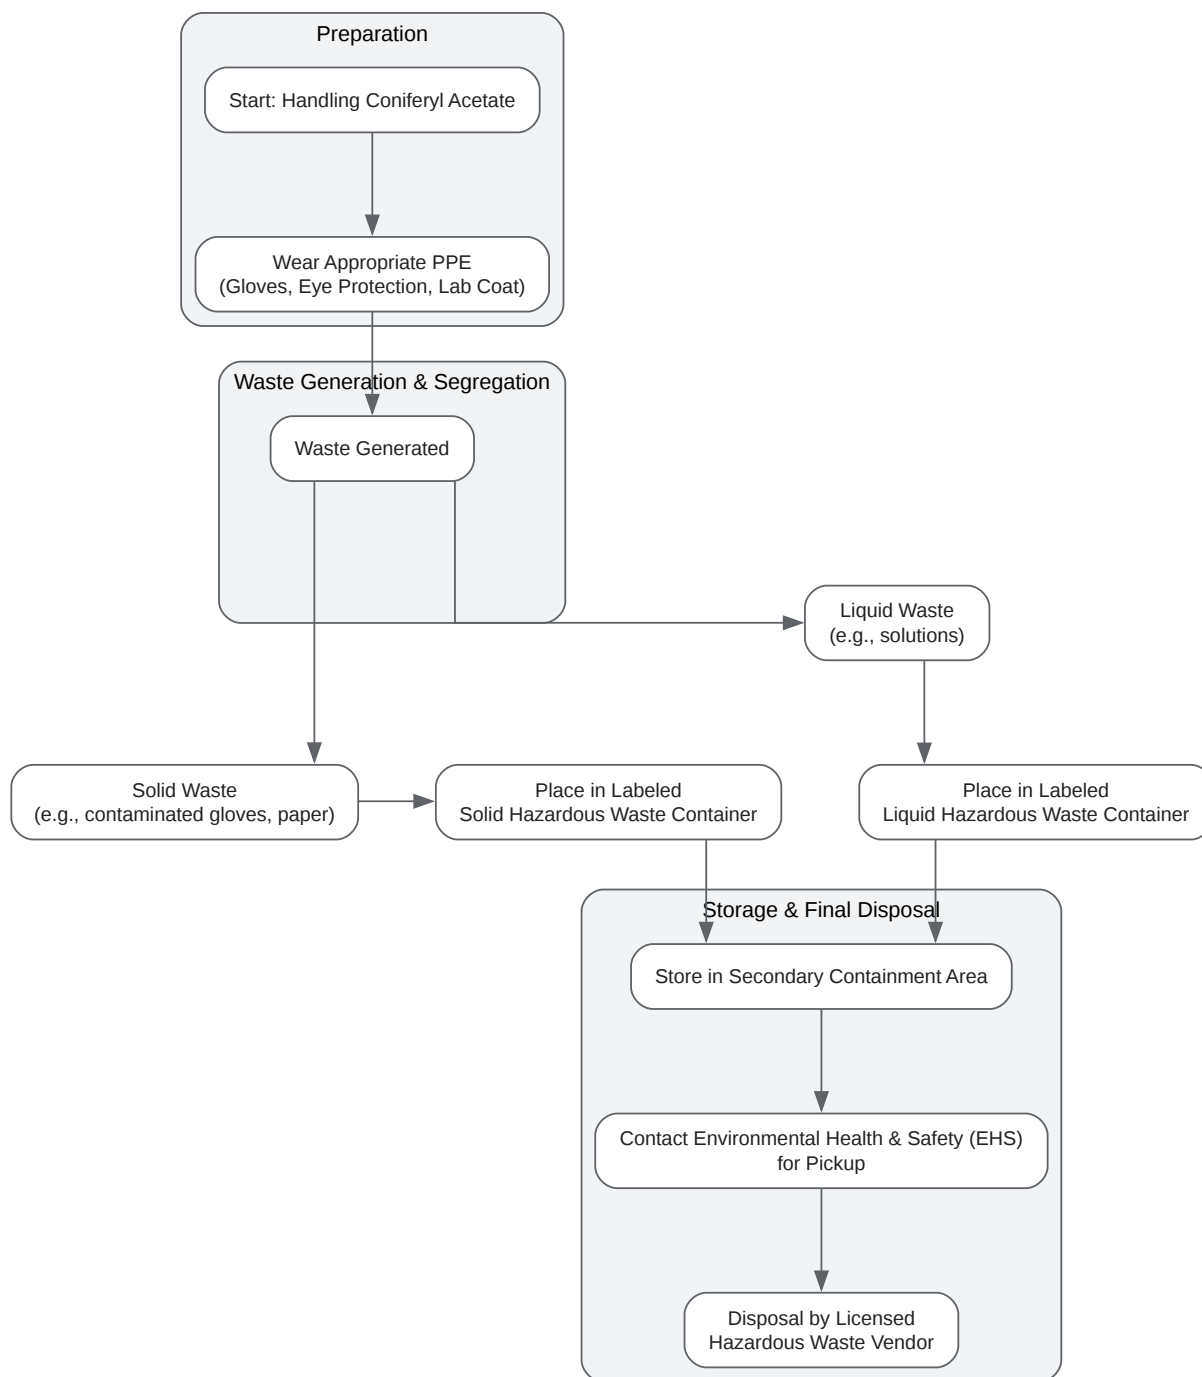 Preparation
Start: Handling Coniferyl Acetate
Wear Appropriate PPE
(Gloves, Eye Protection, Lab Coat)
Waste Generation & Segregation
Waste Generated
Liquid Waste
(e.g., solutions)
Solid Waste
(e.g., contaminated gloves, paper)
Place in Labeled
Solid Hazardous Waste Container
Place in Labeled
Liquid Hazardous Waste Container
Storage & Final Disposal
Store in Secondary Containment Area
Contact Environmental Health & Safety (EHS)
for Pickup
Disposal by Licensed
Hazardous Waste Vendor